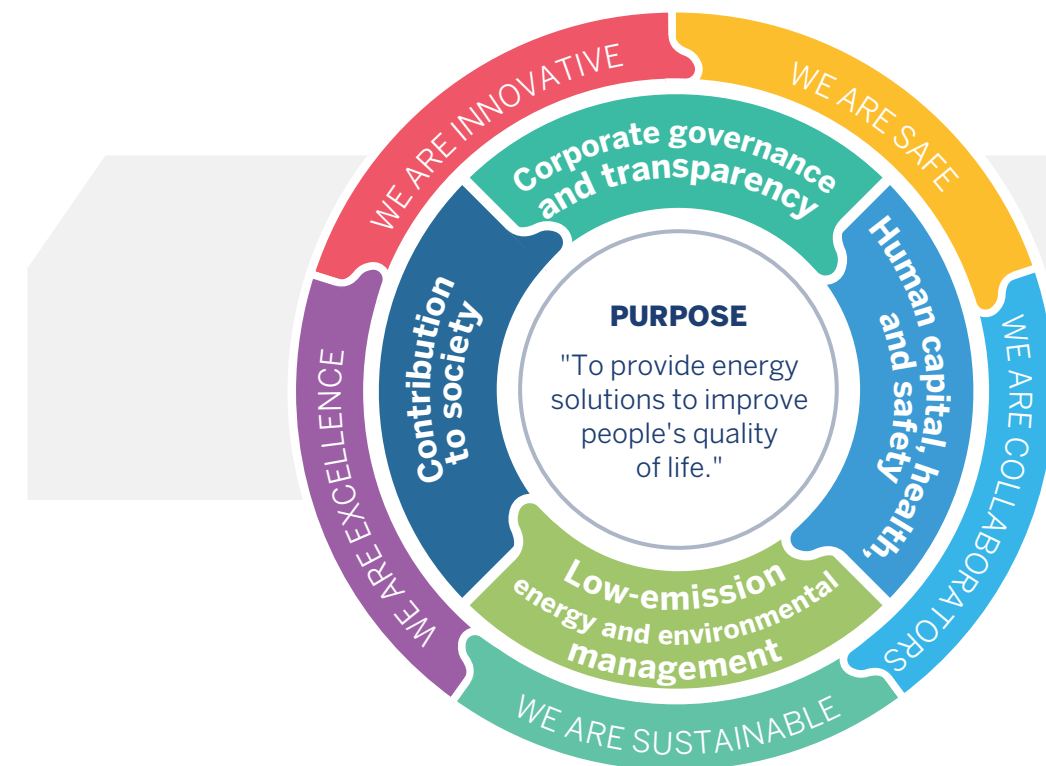 WE ARE INNOVATIVE
WE ARE SAFE
WE ARE COLLABORATORS
WE ARE SUSTAINABLE
WE ARE EXCELLENCE
Corporate governance
and transparency
Human capital, health,
and safety
Low-emission
energy and environmental
management
Contribution
to society
PURPOSE
"To provide energy
solutions to improve
people's quality
of life."